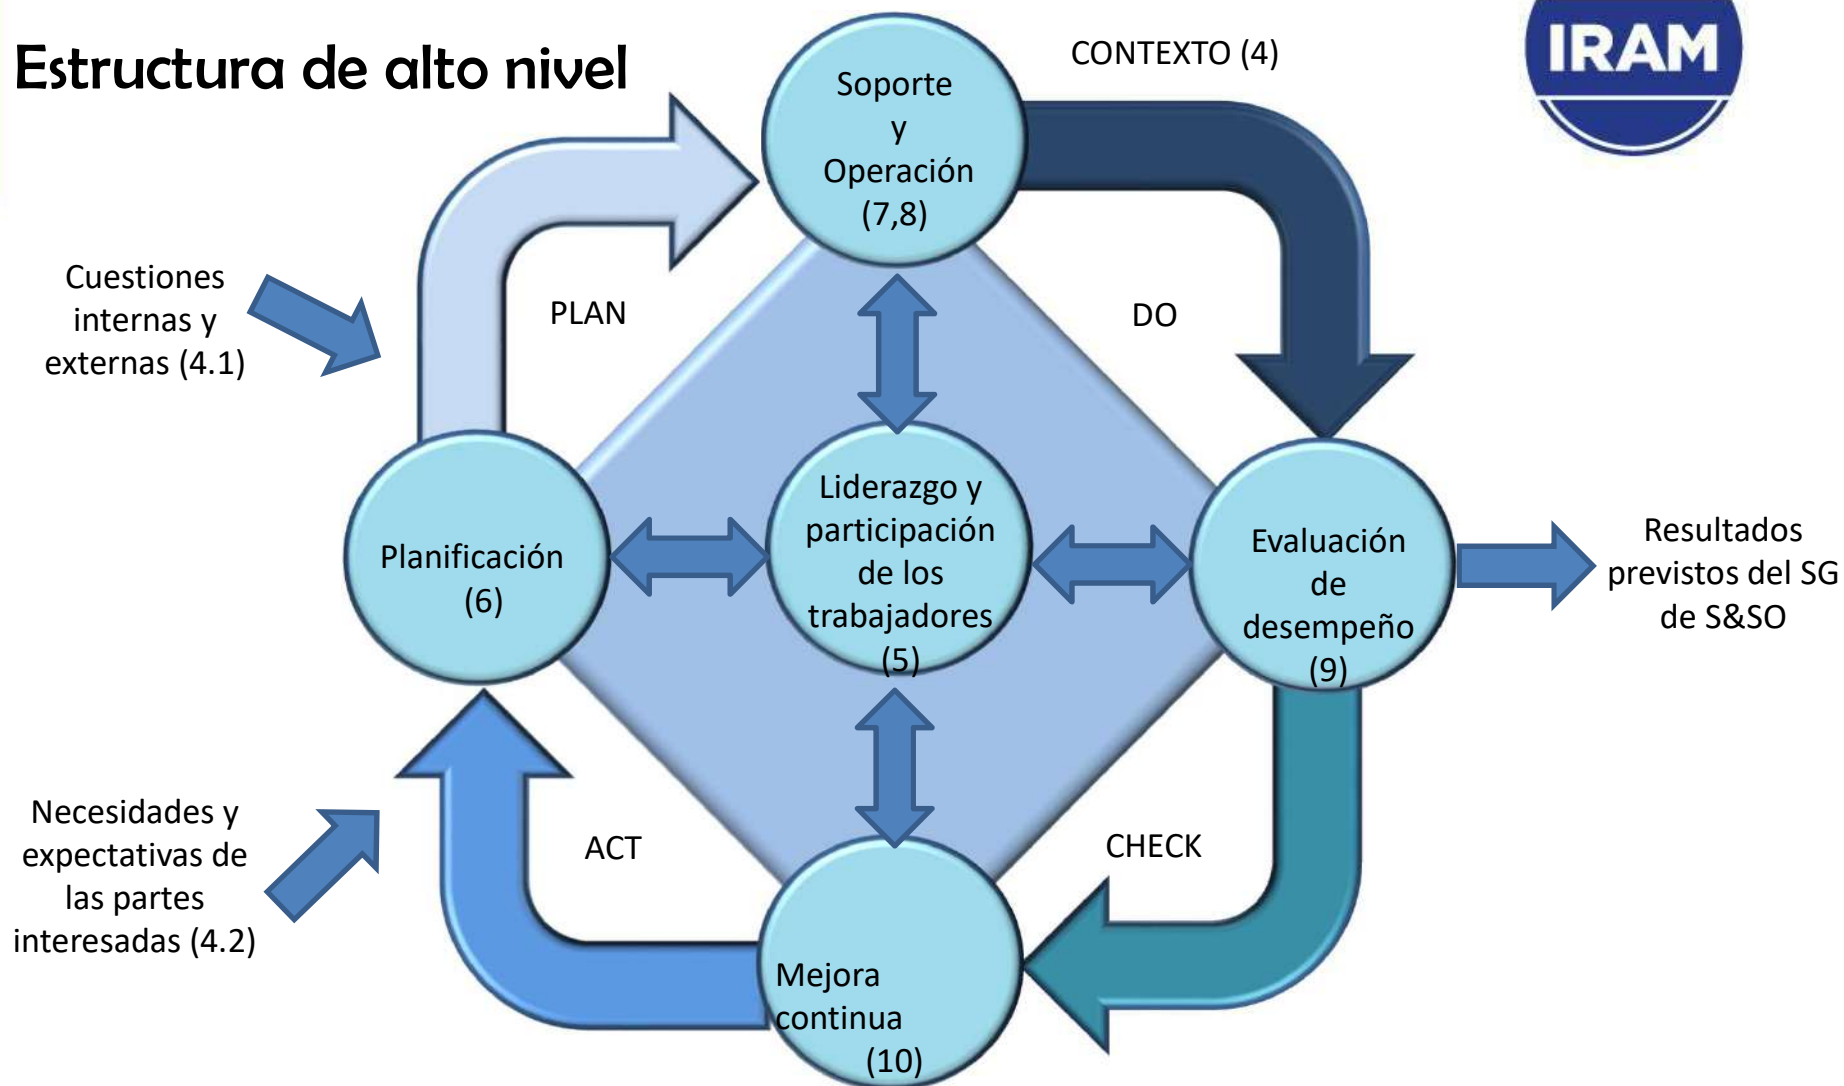 Estructura de alto nivel
CONTEXTO (4)
IRAM
Soporte
y
Operación
(7,8)
Cuestiones
internas y
externas (4.1)
PLAN
DO
Liderazgo y
participación
de los
trabajadores
(5)
Planificación
(6)
Evaluación
de
desempeño
(9)
Resultados
previstos del SG
de S&SO
Necesidades y
expectativas de
las partes
interesadas (4.2)
ACT
CHECK
Mejora
continua
(10)